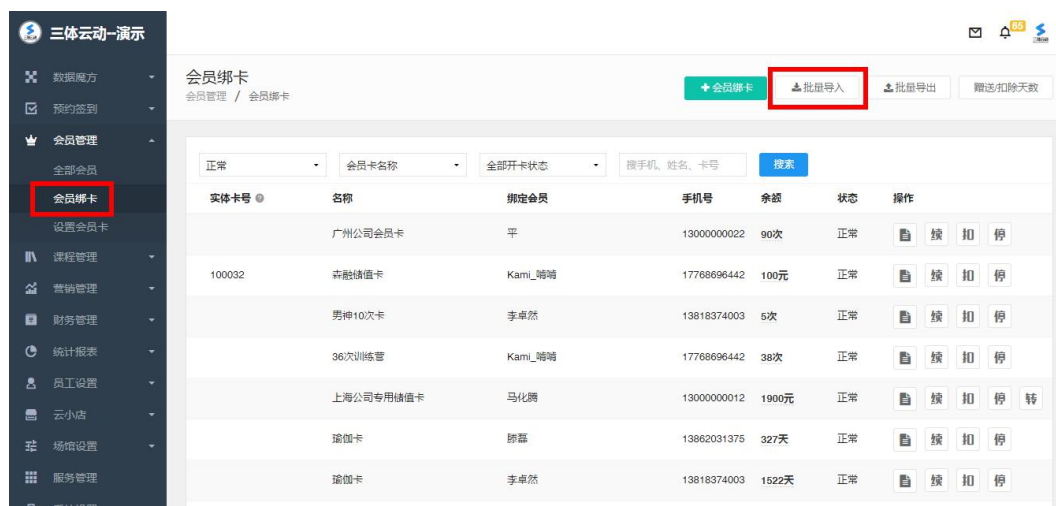 三体云动--演示
65
数据魔方
预约签到
会员管理
全部会员
会员绑卡
设置会员卡
课程管理
营销管理
财务管理
统计报表
员工设置
云小店
场馆设置
服务管理
会员绑卡
会员管理 / 会员绑卡
+会员绑卡 批量导入 批量导出 赠送/扣除天数
正常 会员卡名称 全部开卡状态 搜手机、姓名、卡号 搜索
实体卡号 名称 绑定会员 手机号 余额 状态 操作
广州公司会员卡 平 13000000022 90次 正常 续 扣 停
100032 森融储值卡 Kami_嘀嘀 17768696442 100元 正常 续 扣 停
男神10次卡 李卓然 13818374003 5次 正常 续 扣 停
36次训练营 Kami_嘀嘀 17768696442 38次 正常 续 扣 停
上海公司专用储值卡 马化腾 13000000012 1900元 正常 续 扣 停 转
瑜伽卡 滕磊 13862031375 327天 正常 续 扣 停
瑜伽卡 李卓然 13818374003 1522天 正常 续 扣 停